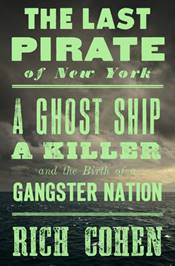 THE LAST
PIRATE
of New York
A GHOST SHIP
A KILLER
and the Birth of a
GANGSTER NATION
RICH COHEN